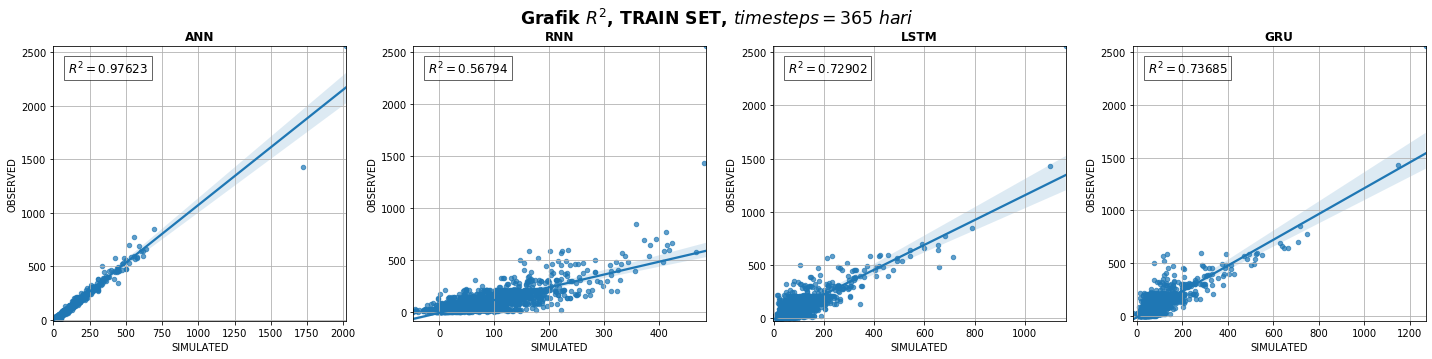 Grafik R², TRAIN SET, timesteps = 365 hari
ANN
R² = 0.97623
OBSERVED
2500
2000
1500
1000
500
0
0 250 500 750 1000 1250 1500 1750 2000
SIMULATED
RNN
R² = 0.56794
OBSERVED
2500
2000
1500
1000
500
0
0 100 200 300 400
SIMULATED
LSTM
R² = 0.72902
OBSERVED
2500
2000
1500
1000
500
0
0 200 400 600 800 1000
SIMULATED
GRU
R² = 0.73685
OBSERVED
2500
2000
1500
1000
500
0
0 200 400 600 800 1000 1200
SIMULATED